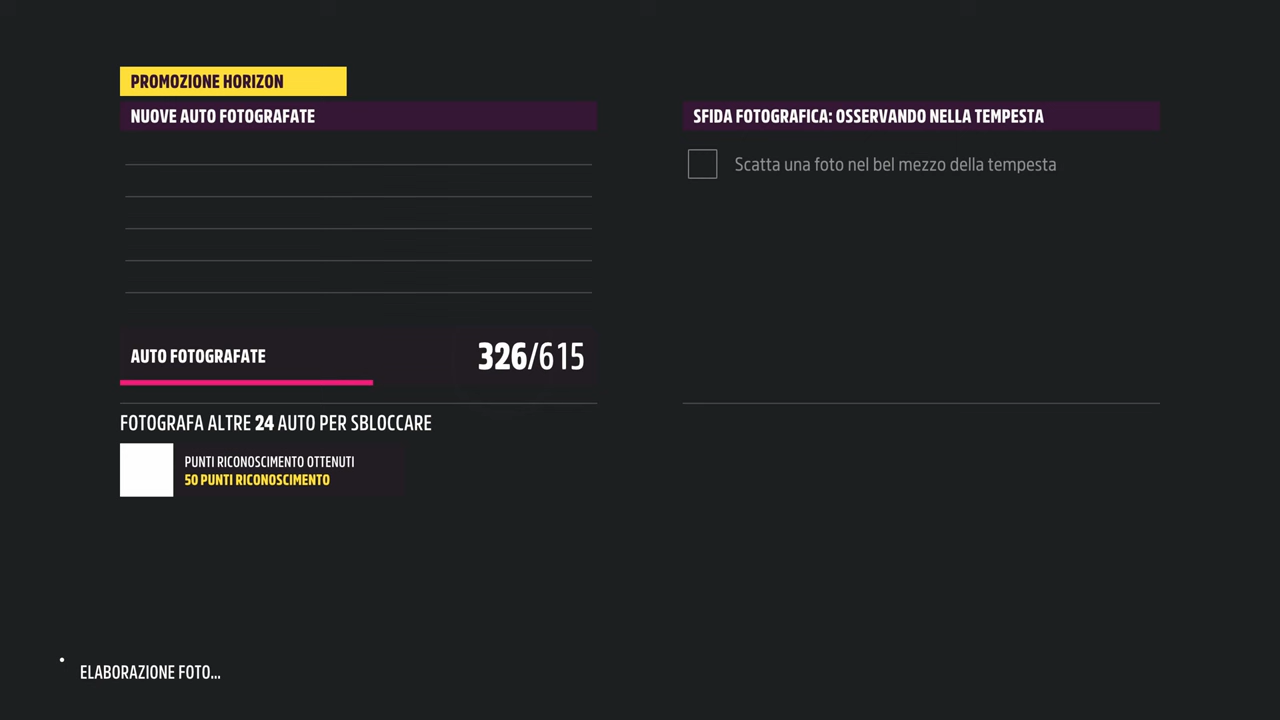 PROMOZIONE HORIZON
NUOVE AUTO FOTOGRAFATE
AUTO FOTOGRAFATE 326/615
FOTOGRAFA ALTRE 24 AUTO PER SBLOCCARE
PUNTI RICONOSCIMENTO OTTENUTI
50 PUNTI RICONOSCIMENTO
SFIDA FOTOGRAFICA: OSSERVANDO NELLA TEMPESTA
Scatta una foto nel bel mezzo della tempesta
ELABORAZIONE FOTO...